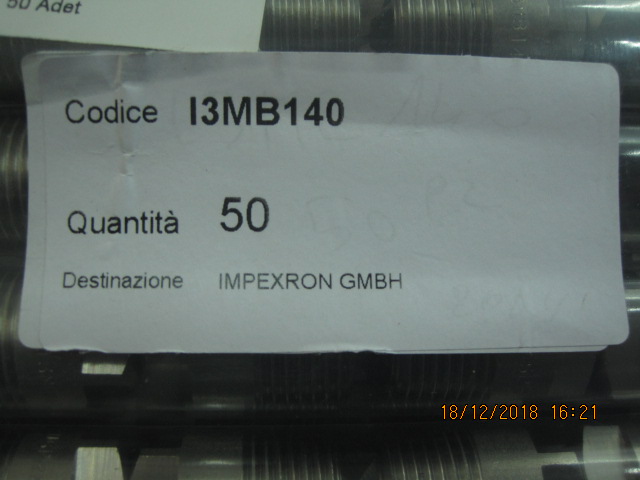 50 Adet
Codice I3MB140
Quantità 50
Destinazione IMPEXRON GMBH
18/12/2018 16:21